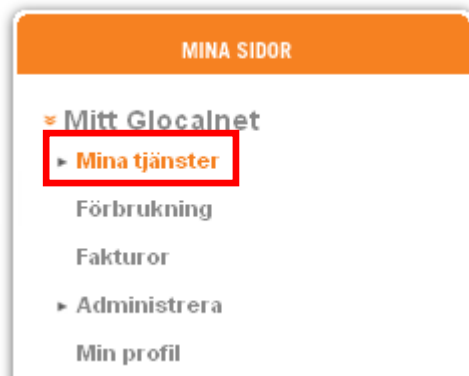 MINA SIDOR
Mitt Glocalnet
Mina tjänster
Förbrukning
Fakturor
Administrera
Min profil